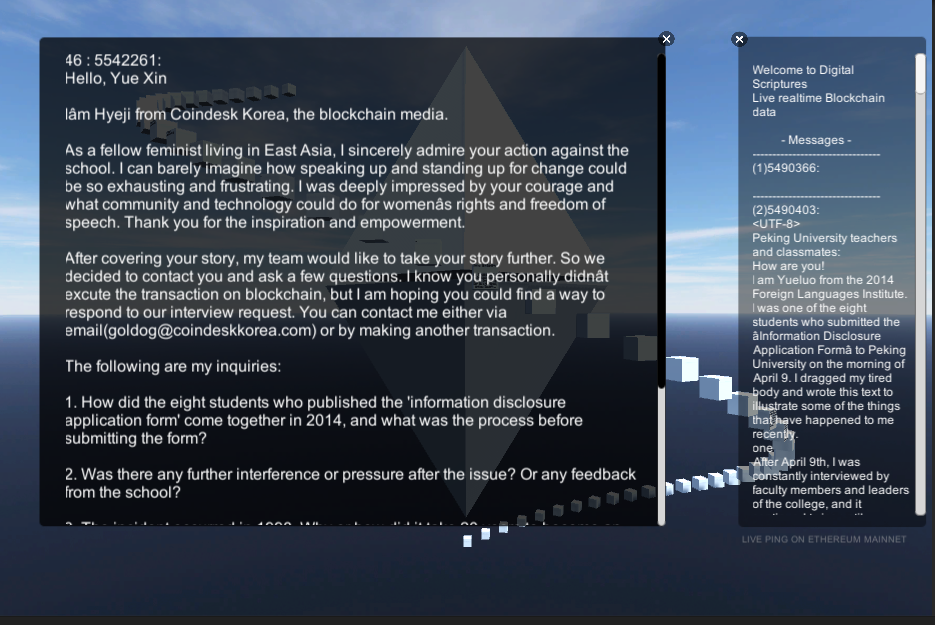 46 : 5542261:
Hello, Yue Xin
Iâm Hyeji from Coindesk Korea, the blockchain media.
As a fellow feminist living in East Asia, I sincerely admire your action against the
school. I can barely imagine how speaking up and standing up for change could
be so exhausting and frustrating. I was deeply impressed by your courage and
what community and technology could do for womenâs rights and freedom of
speech. Thank you for the inspiration and empowerment.
After covering your story, my team would like to take your story further. So we
decided to contact you and ask a few questions. I know you personally didnât
excute the transaction on blockchain, but I am hoping you could find a way to
respond to our interview request. You can contact me either via
email(goldog@coindeskkorea.com) or by making another transaction.
The following are my inquiries:
1. How did the eight students who published the 'information disclosure
application form' come together in 2014, and what was the process before
submitting the form?
2. Was there any further interference or pressure after the issue? Or any feedback
from the school?
Welcome to Digital
Scriptures
Live realtime Blockchain
data
- Messages -
--------------------------------
(1)5490366:
--------------------------------
(2)5490403:
<UTF-8>
Peking University teachers
and classmates:
How are you!
I am Yueluo from the 2014
Foreign Languages Institute.
I was one of the eight
students who submitted the
âInformation Disclosure
Application Formâ to Peking
University on the morning of
April 9. I dragged my tired
body and wrote this text to
illustrate some of the things
that have happened to me
recently.
one
After April 9th, I was
constantly interviewed by
faculty members and leaders
of the college, and it
LIVE PING ON ETHEREUM MAINNET